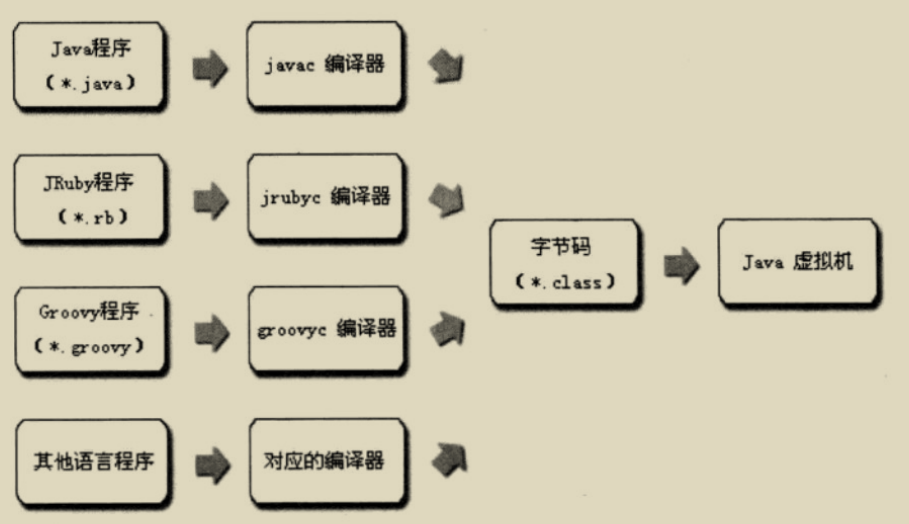 Java程序
（*.java）
javac 编译器
JRuby程序
（*.rb）
jrubyc 编译器
字节码
（*.class）
Java 虚拟机
Groovy程序
（*.groovy）
groovyc 编译器
其他语言程序
对应的编译器